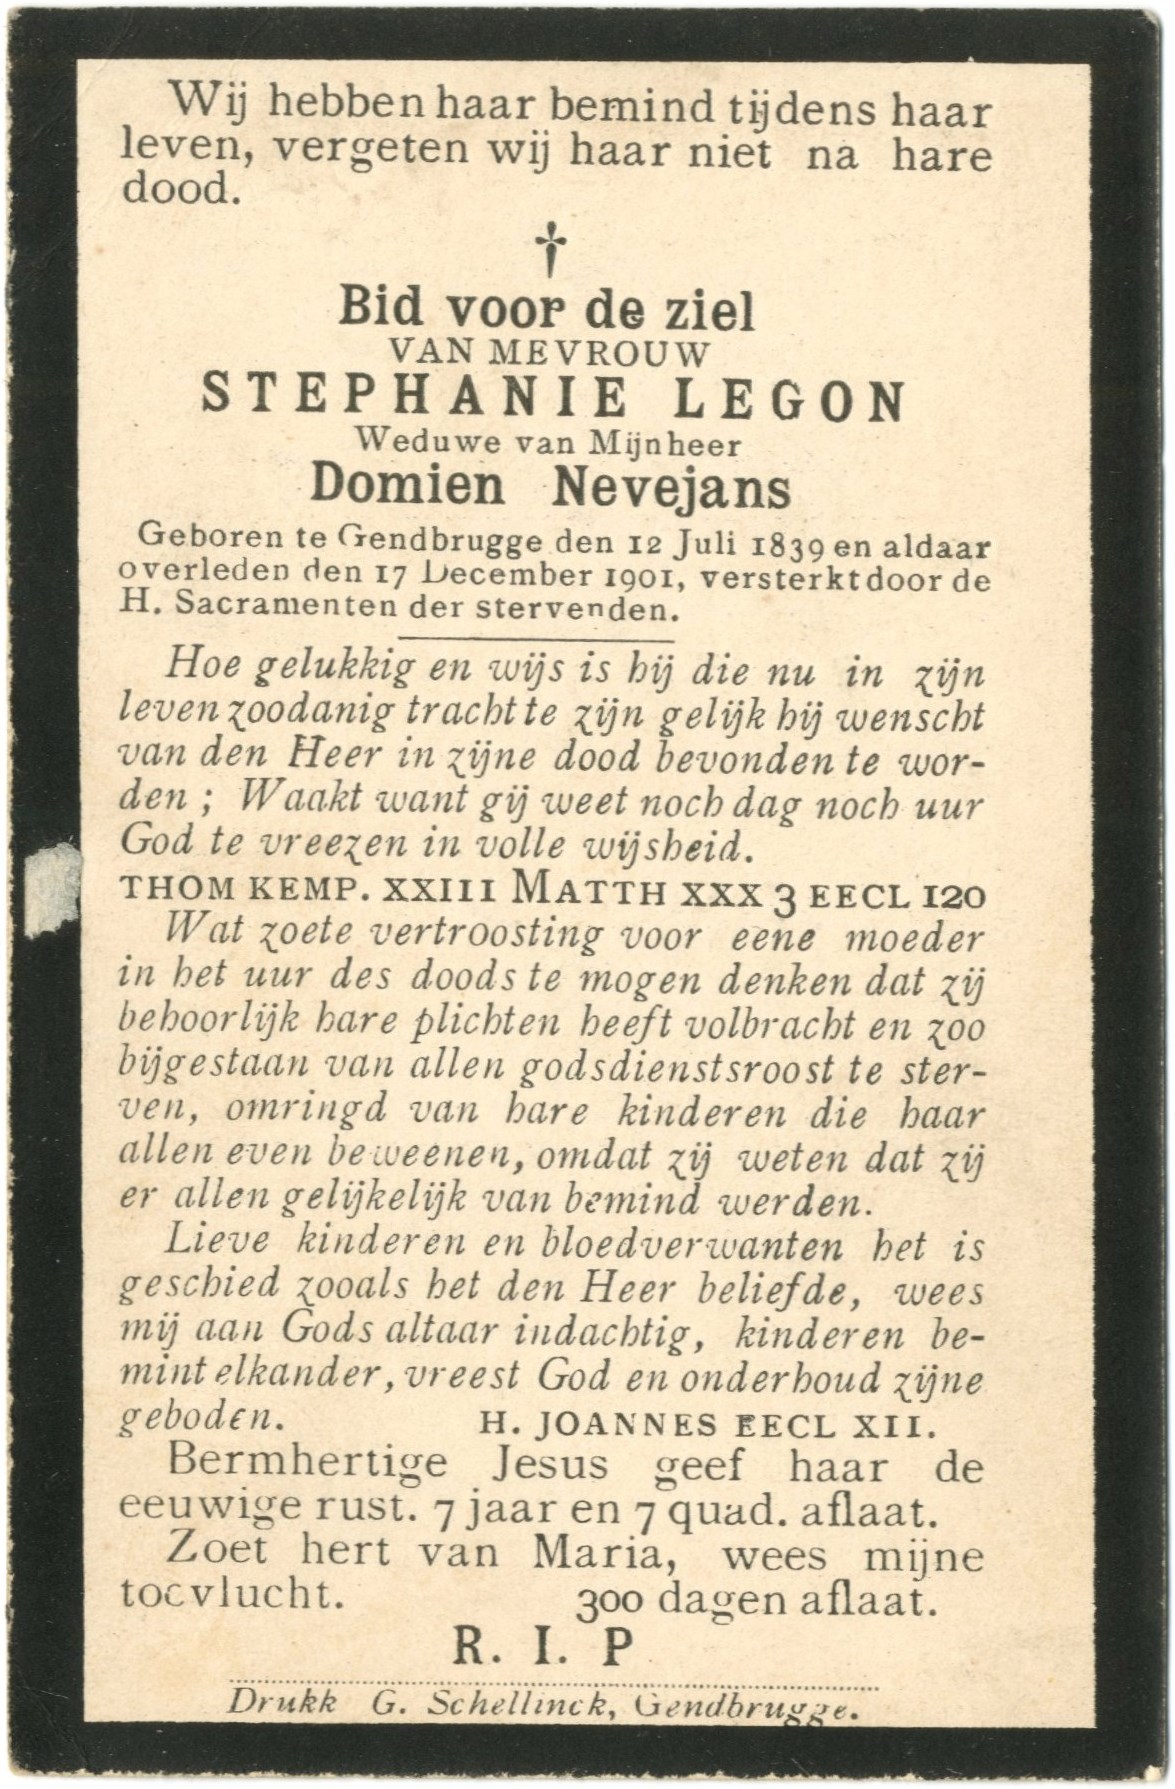 Wij hebben haar bemind tijdens haar
leven, vergeten wij haar niet na hare
dood.
†
Bid voor de ziel
VAN MEVROUW
STEPHANIE LEGON
Weduwe van Mijnheer
Domien Nevejans
Geboren te Gendbrugge den 12 Juli 1839 en aldaar
overleden den 17 December 1901, versterkt door de
H. Sacramenten der stervenden.
Hoe gelukkig en wijs is hij die nu in zijn
leven zoodanig tracht te zijn gelijk hij wenscht
van den Heer in zijne dood bevonden te wor-
den ; Waakt want gij weet noch dag noch uur
God te vreezen in volle wijsheid.
THOM KEMP. XXIII MATTH XXX 3 EECL 120
Wat zoete vertroosting voor eene moeder
in het uur des doods te mogen denken dat zij
behoorlijk hare plichten heeft volbracht en zoo
bijgestaan van allen godsdienstsroost te ster-
ven, omringd van hare kinderen die haar
allen even beweenen, omdat zij weten dat zij
er allen gelijkelijk van bemind werden.
Lieve kinderen en bloedverwanten het is
geschied zooals het den Heer beliefde, wees
mij aan Gods altaar indachtig, kinderen be-
mint elkander, vreest God en onderhoud zijne
geboden. H. JOANNES EECL XII.
Bermhertige Jesus geef haar de
eeuwige rust. 7 jaar en 7 quad. aflaat.
Zoet hert van Maria, wees mijne
toevlucht. 300 dagen aflaat.
R. I. P
Drukk G. Schellinck, Gendbrugge.